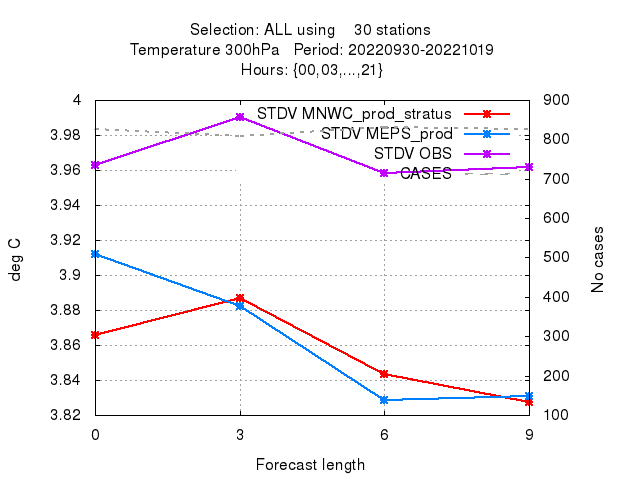 Selection: ALL using    30 stations
Temperature 300hPa   Period: 20220930-20221019
Hours: {00,03,...,21}
4
3.98
3.96
3.94
3.92
3.9
3.88
3.86
3.84
3.82
deg C
STDV MNWC_prod_stratus
STDV MEPS_prod
STDV OBS
CASES
900
800
700
600
500
400
300
200
100
No cases
0 3 6 9
Forecast length